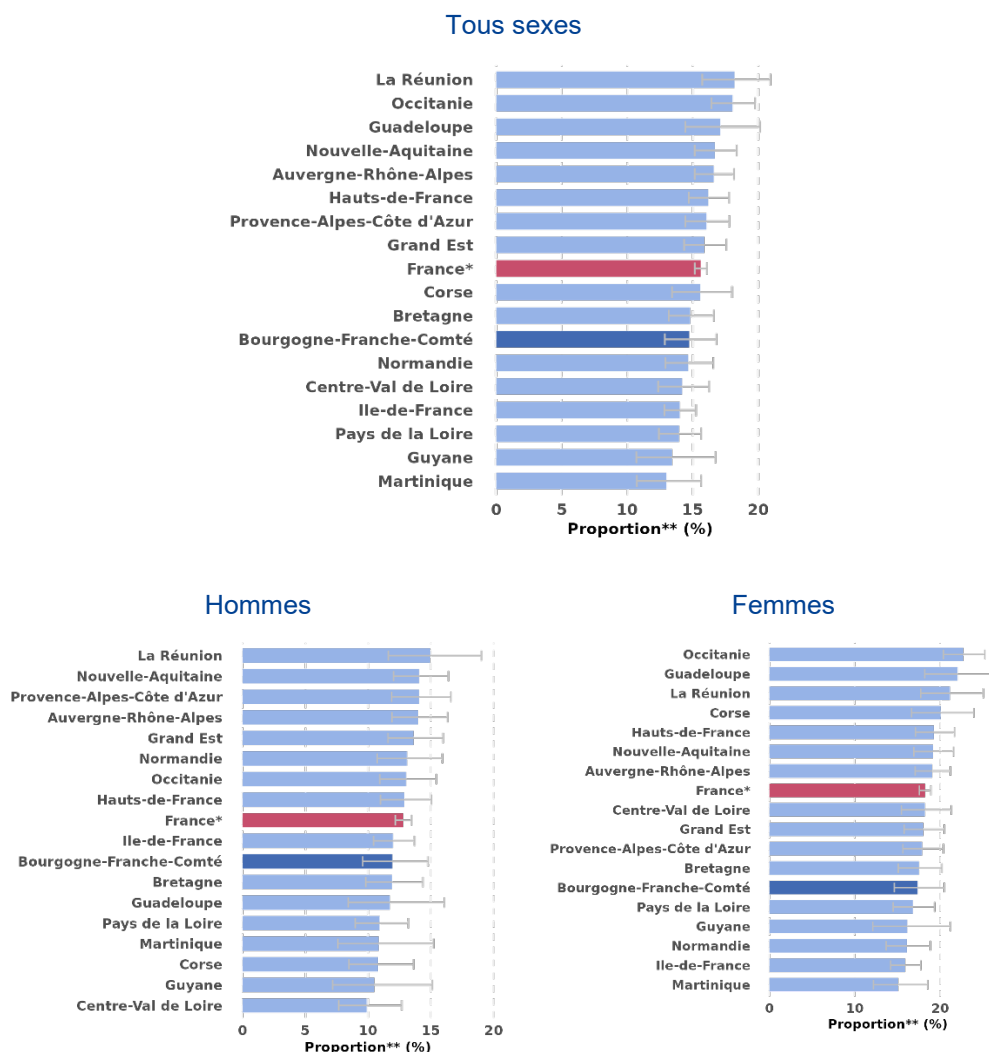 Tous sexes
La Réunion
Occitanie
Guadeloupe
Nouvelle-Aquitaine
Auvergne-Rhône-Alpes
Hauts-de-France
Provence-Alpes-Côte d'Azur
Grand Est
France*
Corse
Bretagne
Bourgogne-Franche-Comté
Normandie
Centre-Val de Loire
Ile-de-France
Pays de la Loire
Guyane
Martinique
0 5 10 15 20
Proportion** (%)
Hommes
La Réunion
Nouvelle-Aquitaine
Provence-Alpes-Côte d'Azur
Auvergne-Rhône-Alpes
Grand Est
Normandie
Occitanie
Hauts-de-France
France*
Ile-de-France
Bourgogne-Franche-Comté
Bretagne
Guadeloupe
Pays de la Loire
Martinique
Corse
Guyane
Centre-Val de Loire
0 5 10 15 20
Proportion** (%)
Femmes
Occitanie
Guadeloupe
La Réunion
Corse
Hauts-de-France
Nouvelle-Aquitaine
Auvergne-Rhône-Alpes
France*
Centre-Val de Loire
Grand Est
Provence-Alpes-Côte d'Azur
Bretagne
Bourgogne-Franche-Comté
Pays de la Loire
Guyane
Normandie
Ile-de-France
Martinique
0 10 20
Proportion** (%)